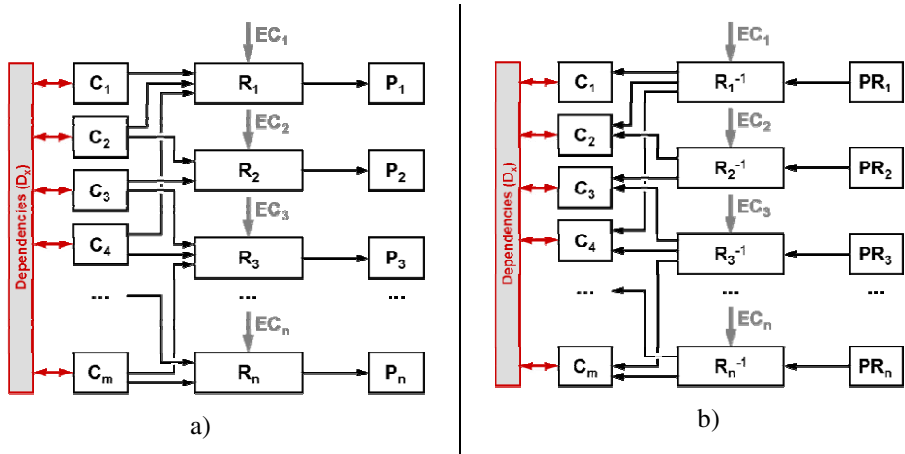 EC₁
C₁ R₁ P₁
EC₂
C₂
R₂ P₂
C₃
EC₃
C₄
R₃ P₃
... ... ...
ECₙ
Cₘ Rₙ Pₙ
Dependencies (Dₓ)
a)
EC₁
C₁ R₁⁻¹ PR₁
EC₂
C₂
R₂⁻¹ PR₂
C₃
EC₃
C₄
R₃⁻¹ PR₃
... ... ...
ECₙ
Cₘ Rₙ⁻¹ PRₙ
Dependencies (Dₓ)
b)